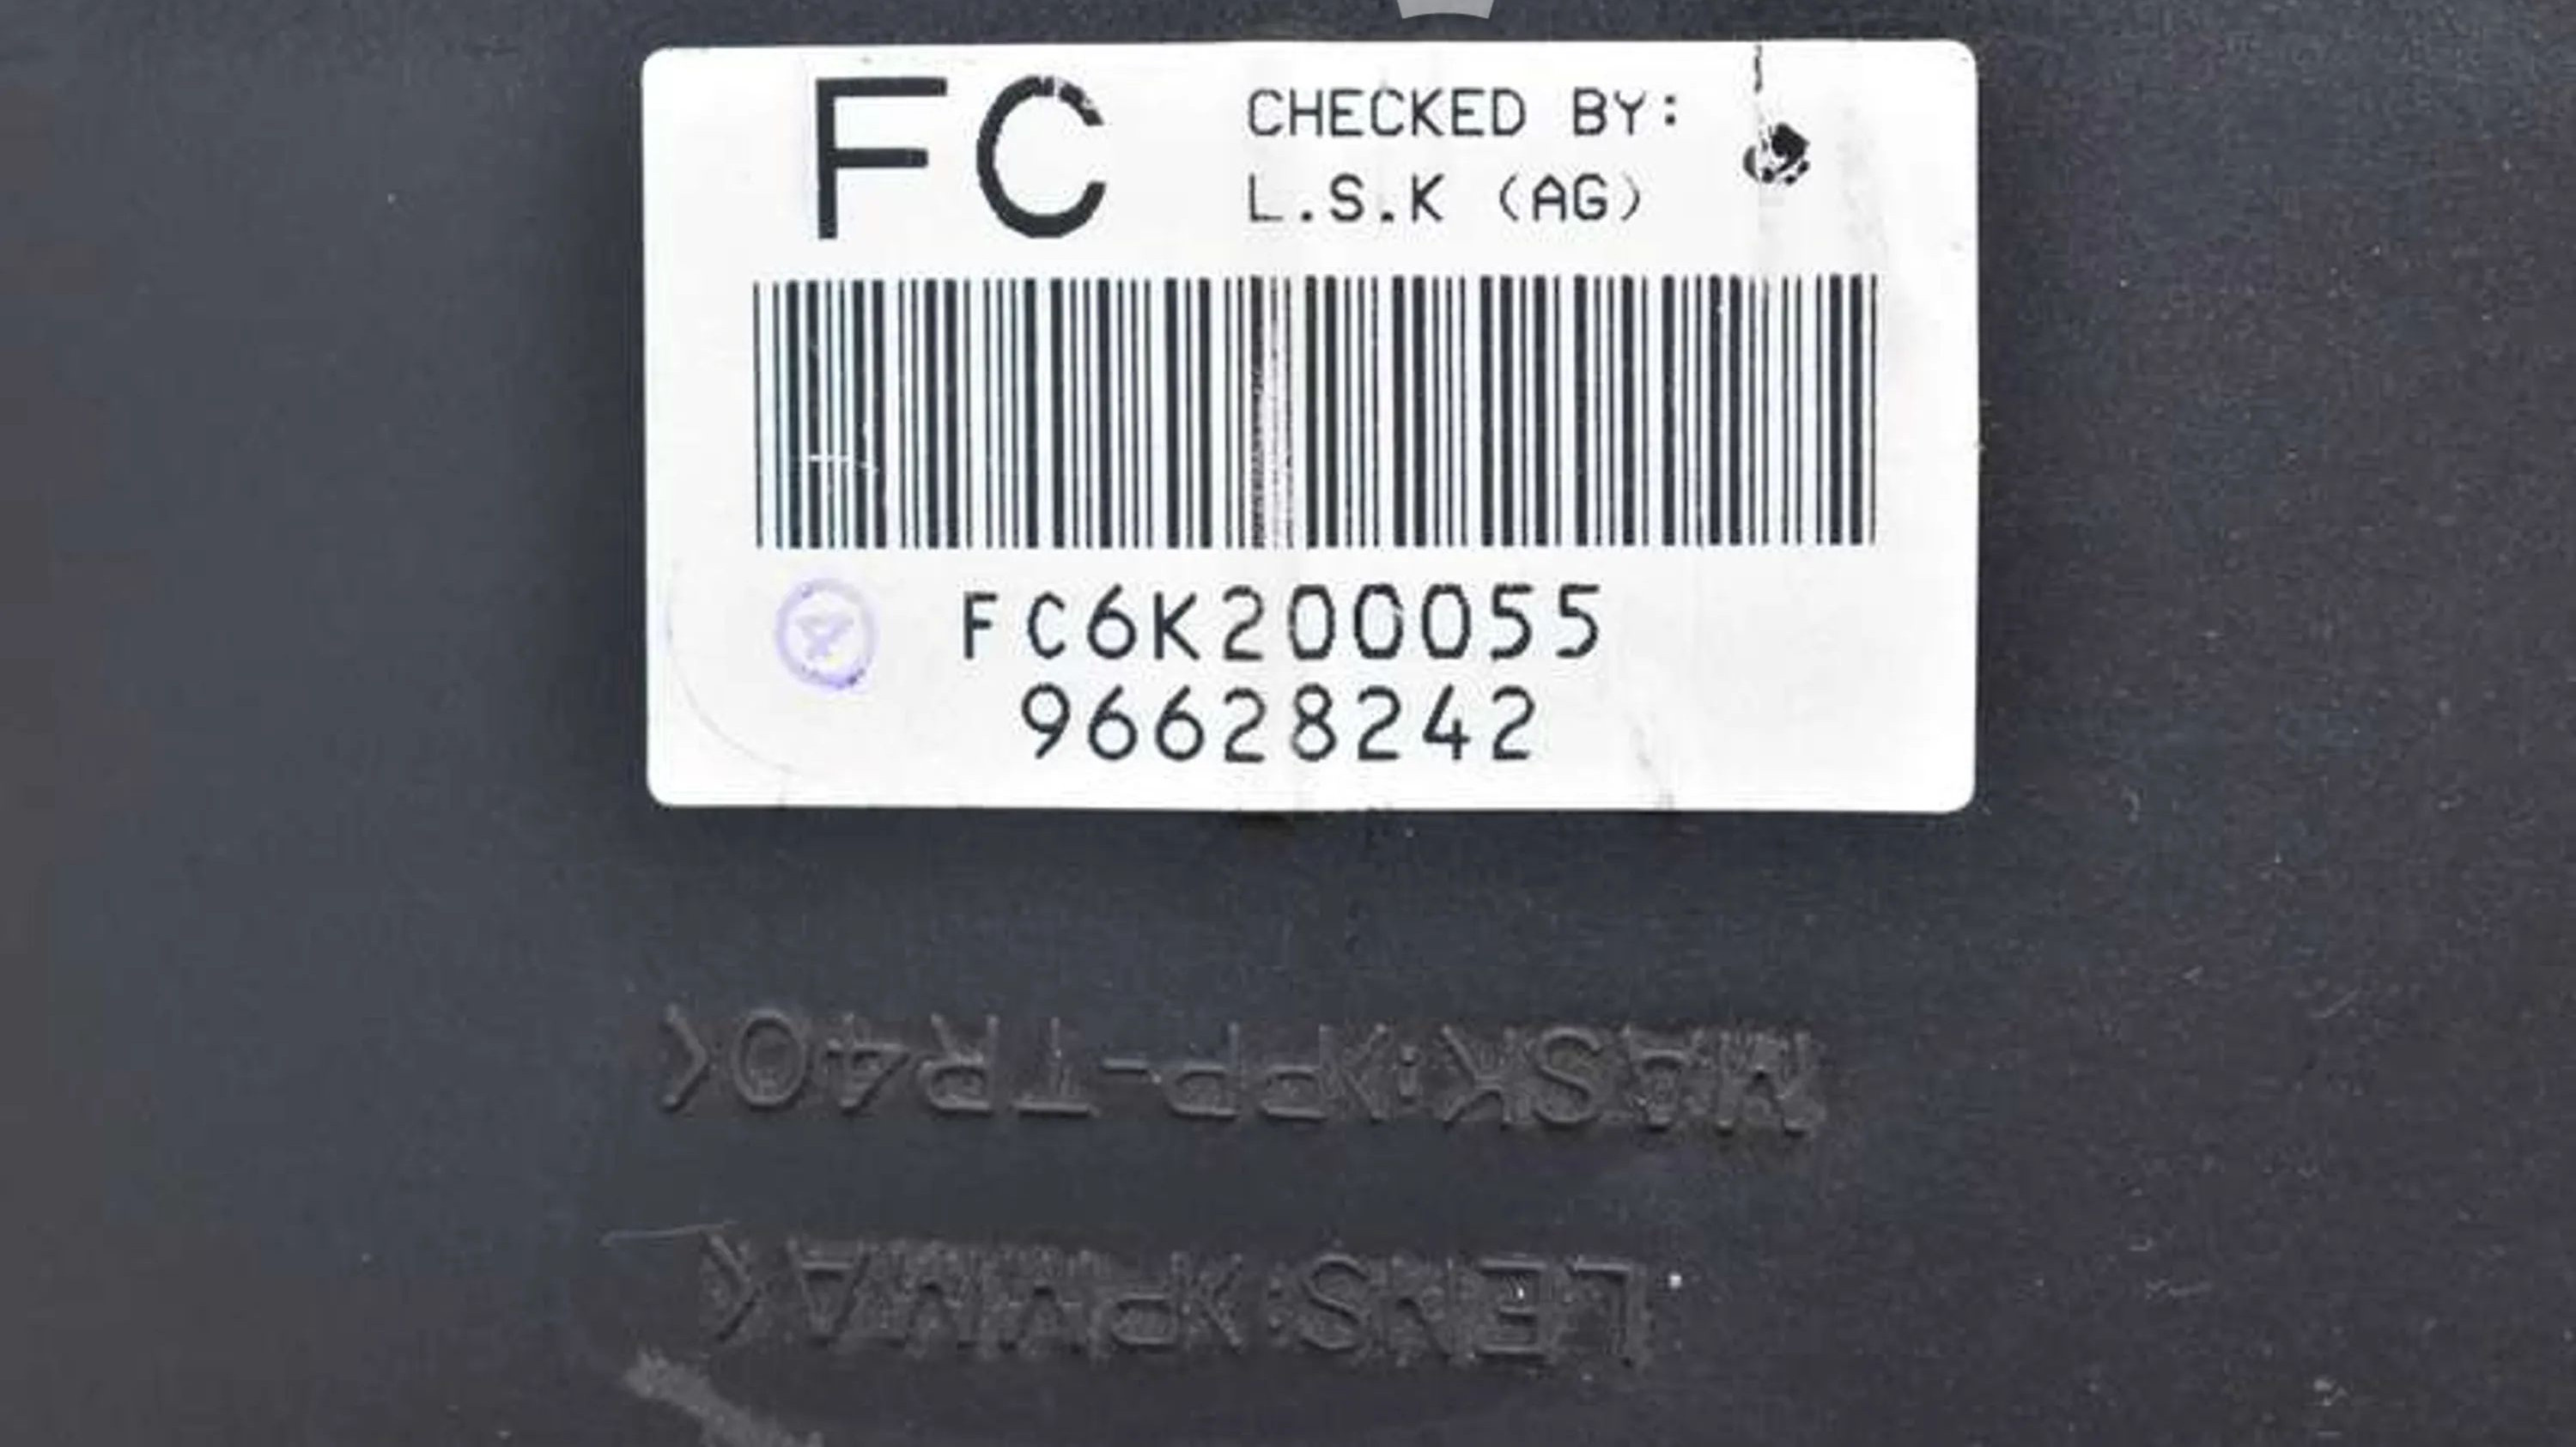 FC
CHECKED BY:
L.S.K (AG)
FC6K200055
96628242
MASK:>PP-TR40<
LENS:>PMMA<